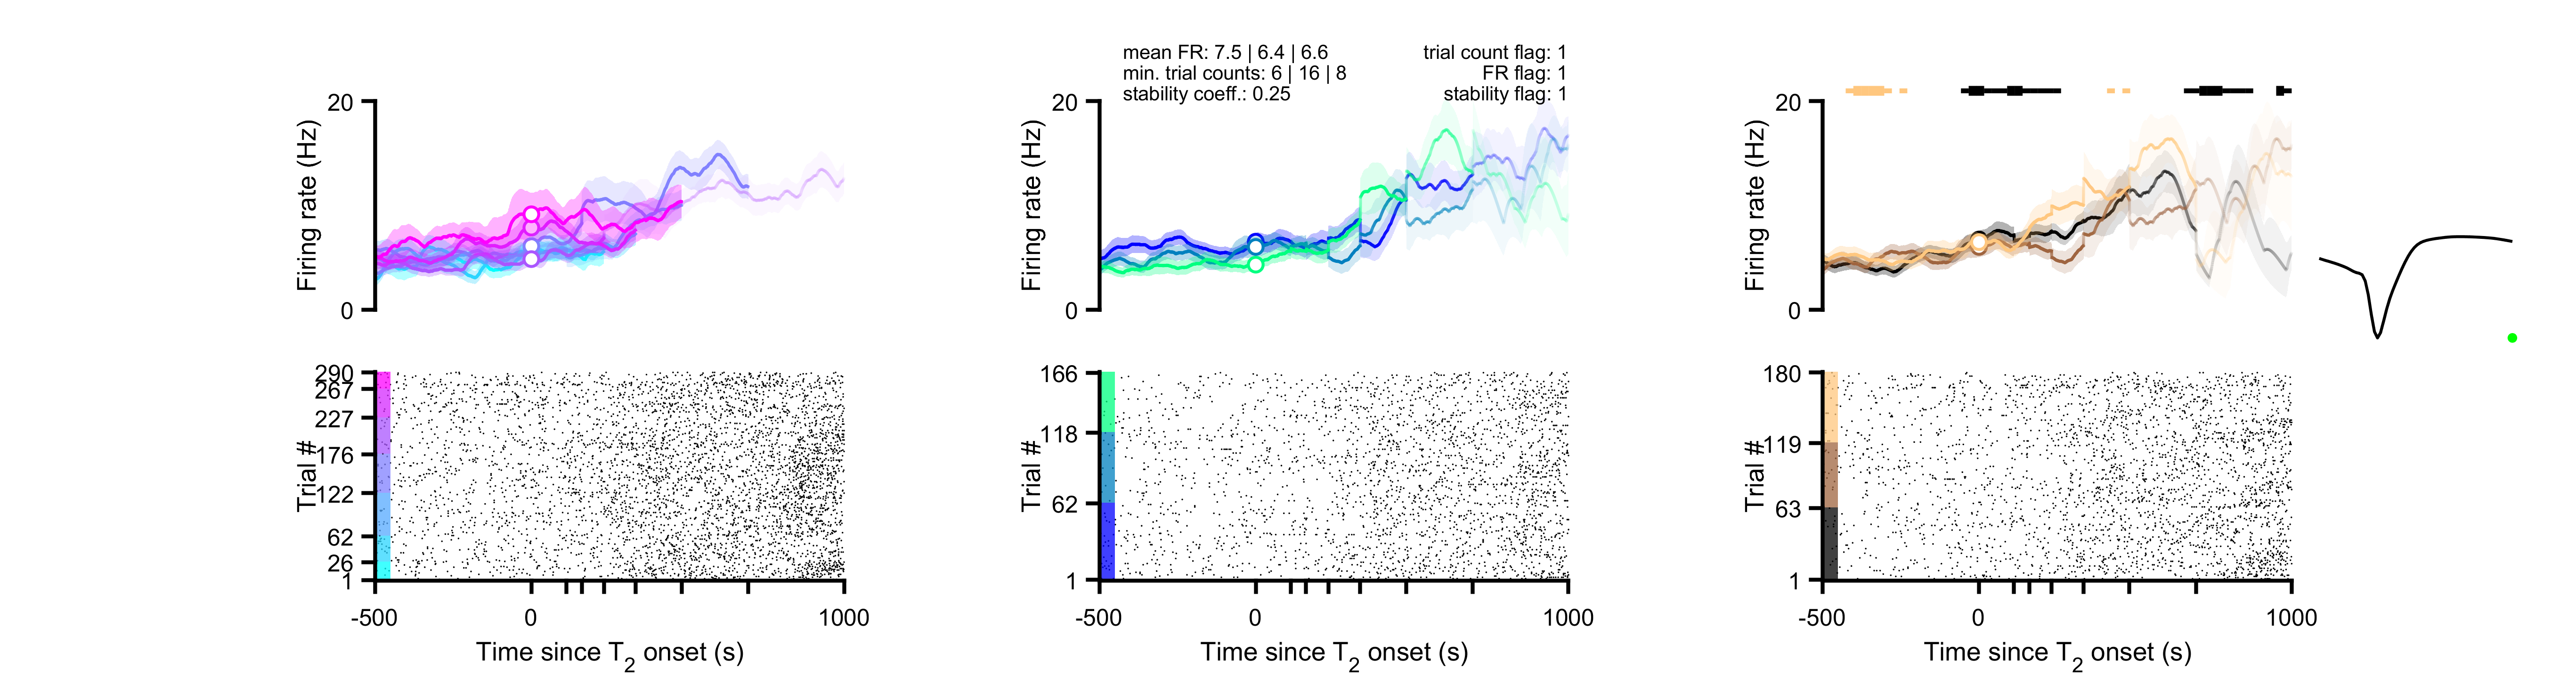 mean FR: 7.5 | 6.4 | 6.6
min. trial counts: 6 | 16 | 8
stability coeff.: 0.25
trial count flag: 1
FR flag: 1
stability flag: 1
20
0
Firing rate (Hz)
20
0
Firing rate (Hz)
20
0
Firing rate (Hz)
290
267
227
176
122
62
26
1
Trial #
-500
0
1000
Time since T2 onset (s)
166
118
62
1
Trial #
-500
0
1000
Time since T2 onset (s)
180
119
63
1
Trial #
-500
0
1000
Time since T2 onset (s)